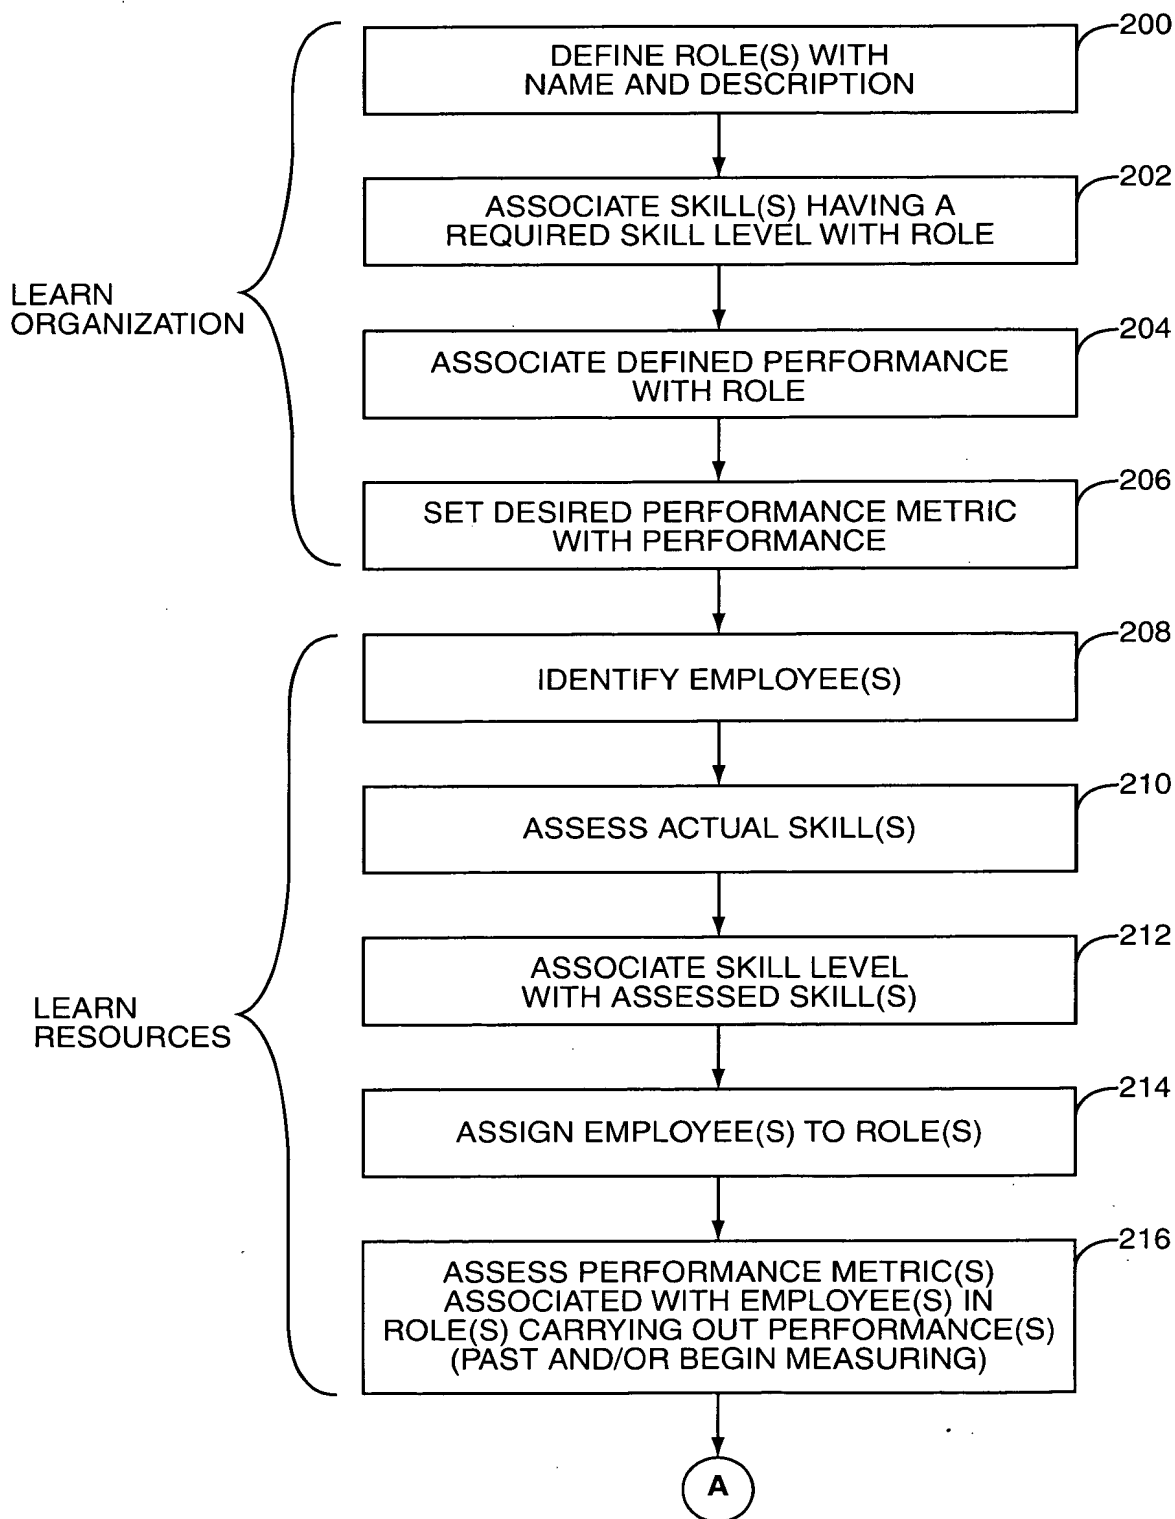 200
DEFINE ROLE(S) WITH
NAME AND DESCRIPTION
202
ASSOCIATE SKILL(S) HAVING A
REQUIRED SKILL LEVEL WITH ROLE
LEARN
ORGANIZATION
204
ASSOCIATE DEFINED PERFORMANCE
WITH ROLE
206
SET DESIRED PERFORMANCE METRIC
WITH PERFORMANCE
208
IDENTIFY EMPLOYEE(S)
210
ASSESS ACTUAL SKILL(S)
212
ASSOCIATE SKILL LEVEL
WITH ASSESSED SKILL(S)
LEARN
RESOURCES
214
ASSIGN EMPLOYEE(S) TO ROLE(S)
216
ASSESS PERFORMANCE METRIC(S)
ASSOCIATED WITH EMPLOYEE(S) IN
ROLE(S) CARRYING OUT PERFORMANCE(S)
(PAST AND/OR BEGIN MEASURING)
A